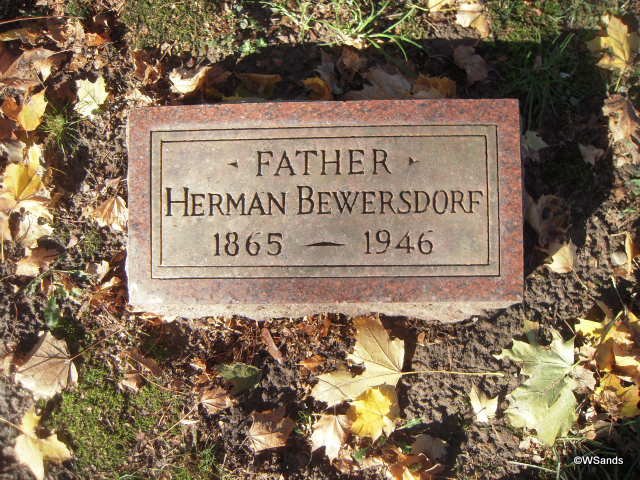 FATHER
HERMAN BEWERSDORF
1865 — 1946
©WSands